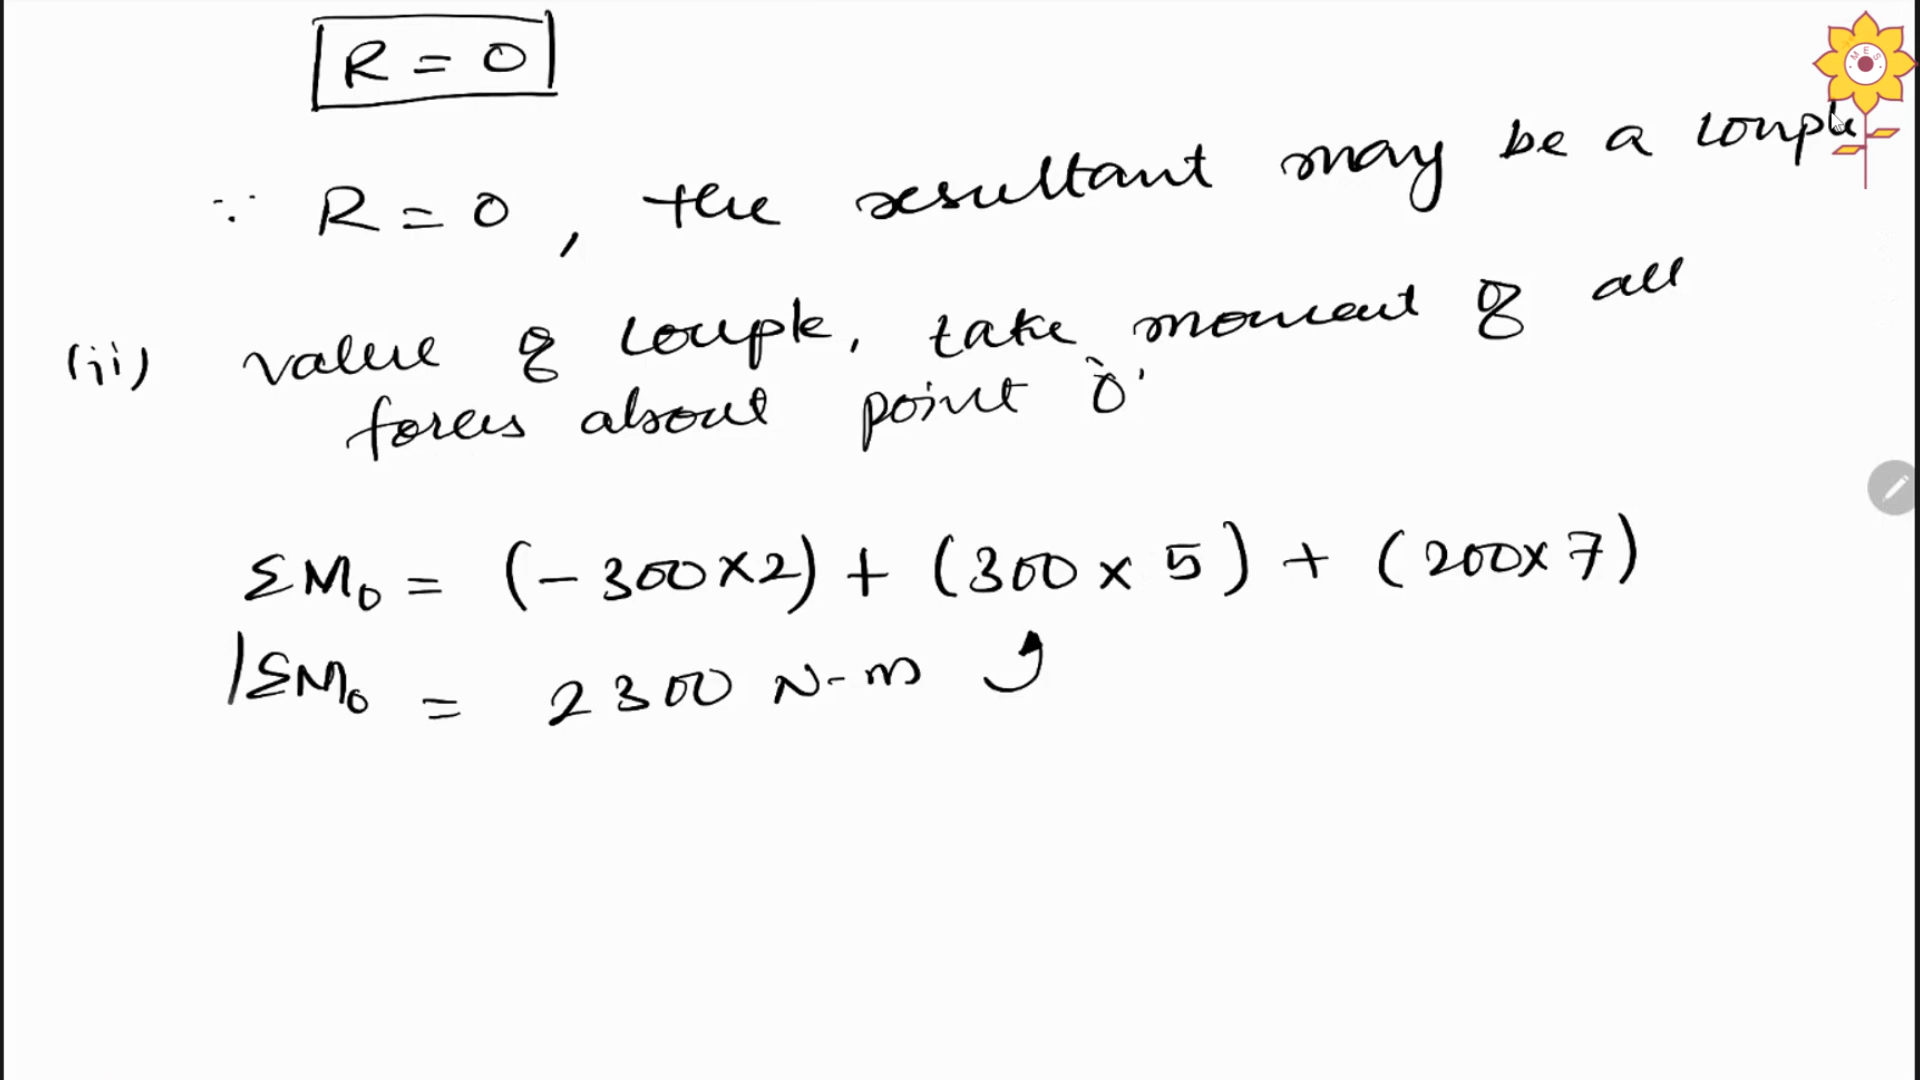 R = 0
∵ R = 0, the resultant may be a couple
(ii) value of couple, take moment of all
forces about point 'O'
ΣM₀ = (-300×2) + (300 × 5) + (200×7)
|ΣM₀ = 2300 N-m ↺
MES